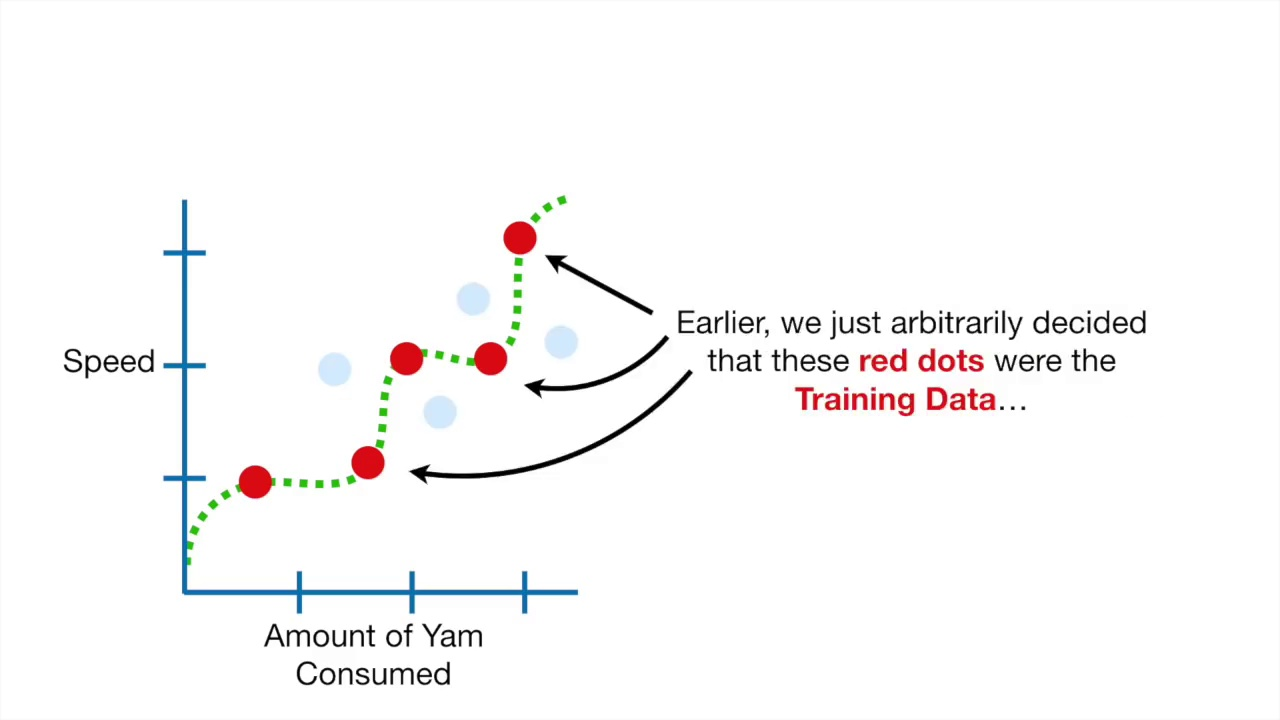 Earlier, we just arbitrarily decided
that these red dots were the
Training Data…
Speed
Amount of Yam
Consumed